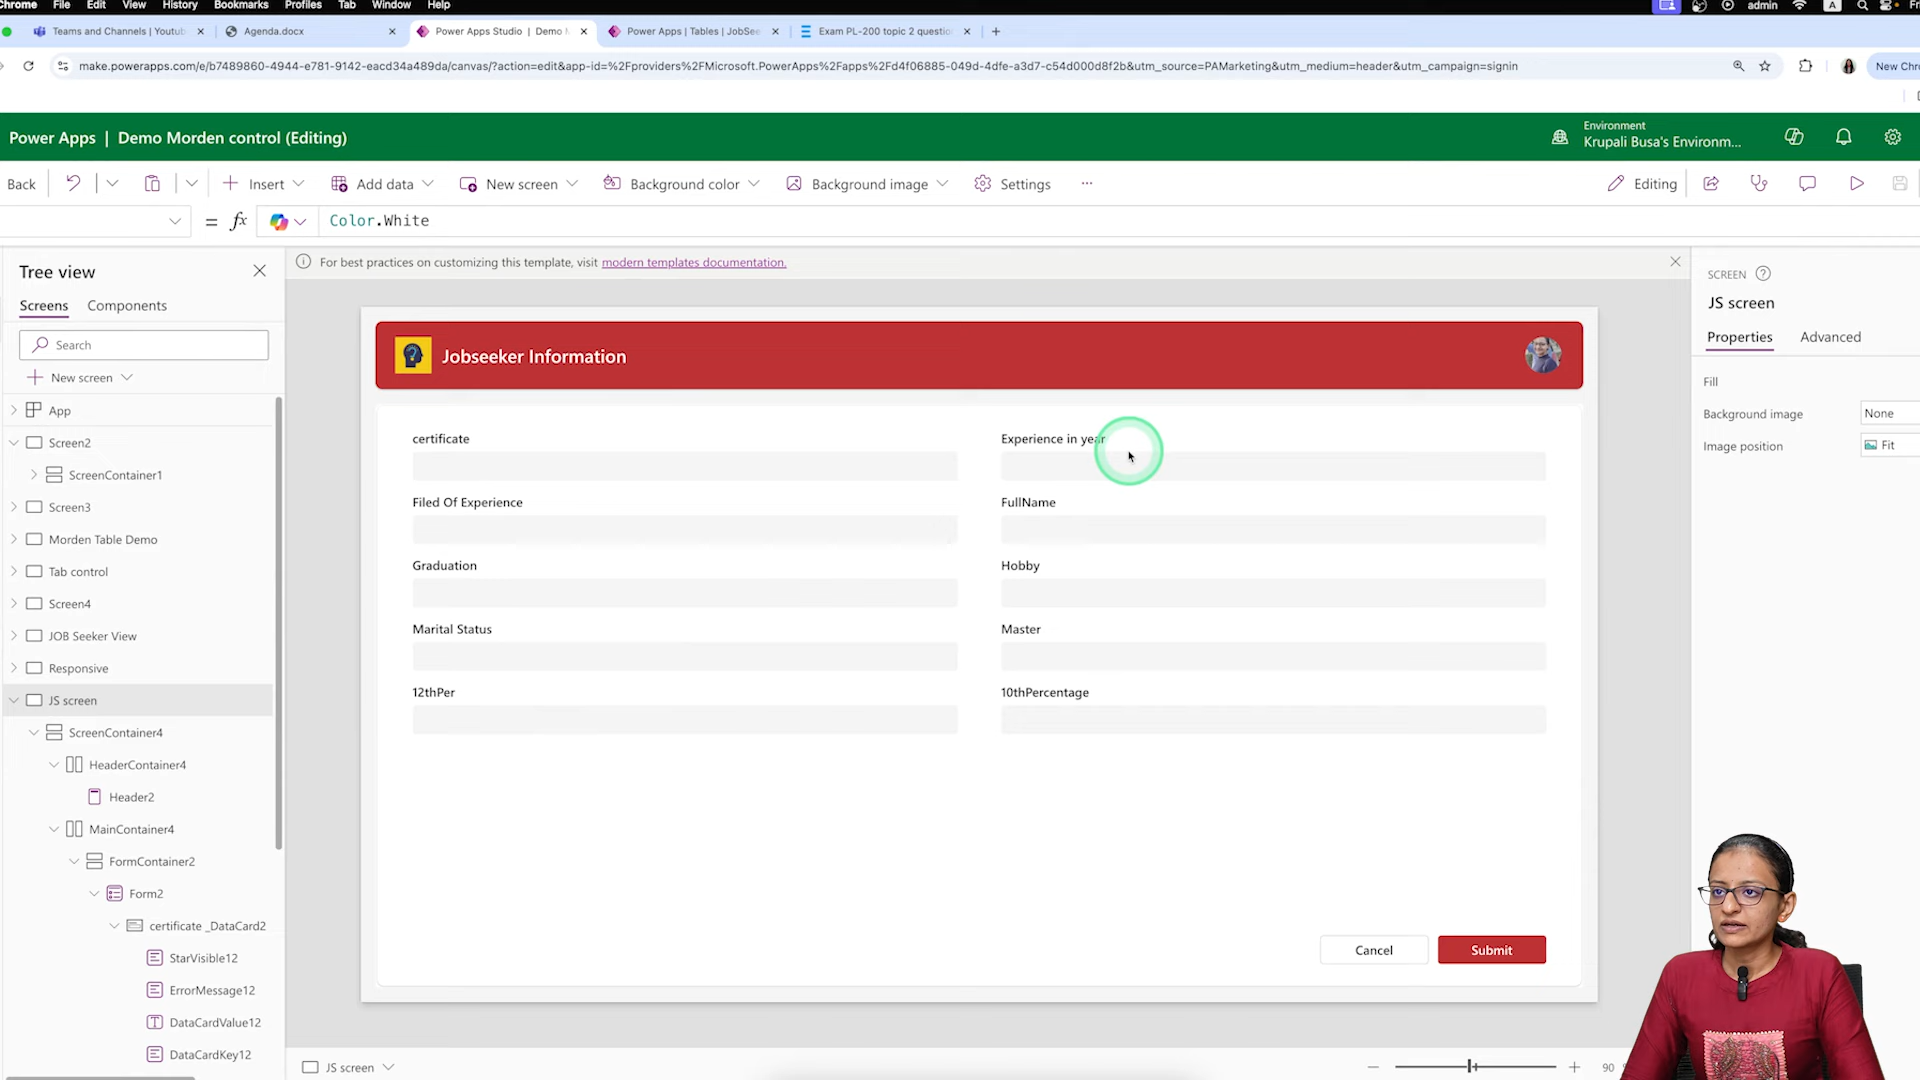 Chrome File Edit View History Bookmarks Profiles Tab Window Help admin A
Teams and Channels | Youtub Agenda.docx Power Apps Studio | Demo M Power Apps | Tables | JobSee Exam PL-200 topic 2 questio
make.powerapps.com/e/b7489860-4944-e781-9142-eacd34a489da/canvas/?action=edit&app-id=%2Fproviders%2FMicrosoft.PowerApps%2Fapps%2Fd4f06885-049d-4dfe-a3d7-c54d000d8f2b&utm_source=PAMarketing&utm_medium=header&utm_campaign=signin New Chro
Power Apps | Demo Morden control (Editing)
Environment
Krupali Busa's Environm...
Back Insert Add data New screen Background color Background image Settings ... Editing
= fx Color.White
Tree view
For best practices on customizing this template, visit modern templates documentation.
Screens Components
Search
New screen
App
Screen2
ScreenContainer1
Screen3
Morden Table Demo
Tab control
Screen4
JOB Seeker View
Responsive
JS screen
ScreenContainer4
HeaderContainer4
Header2
MainContainer4
FormContainer2
Form2
certificate _DataCard2
StarVisible12
ErrorMessage12
DataCardValue12
DataCardKey12
Jobseeker Information
certificate Experience in year
Filed Of Experience FullName
Graduation Hobby
Marital Status Master
12thPer 10thPercentage
Cancel Submit
JS screen
90
SCREEN
JS screen
Properties Advanced
Fill
Background image None
Image position Fit